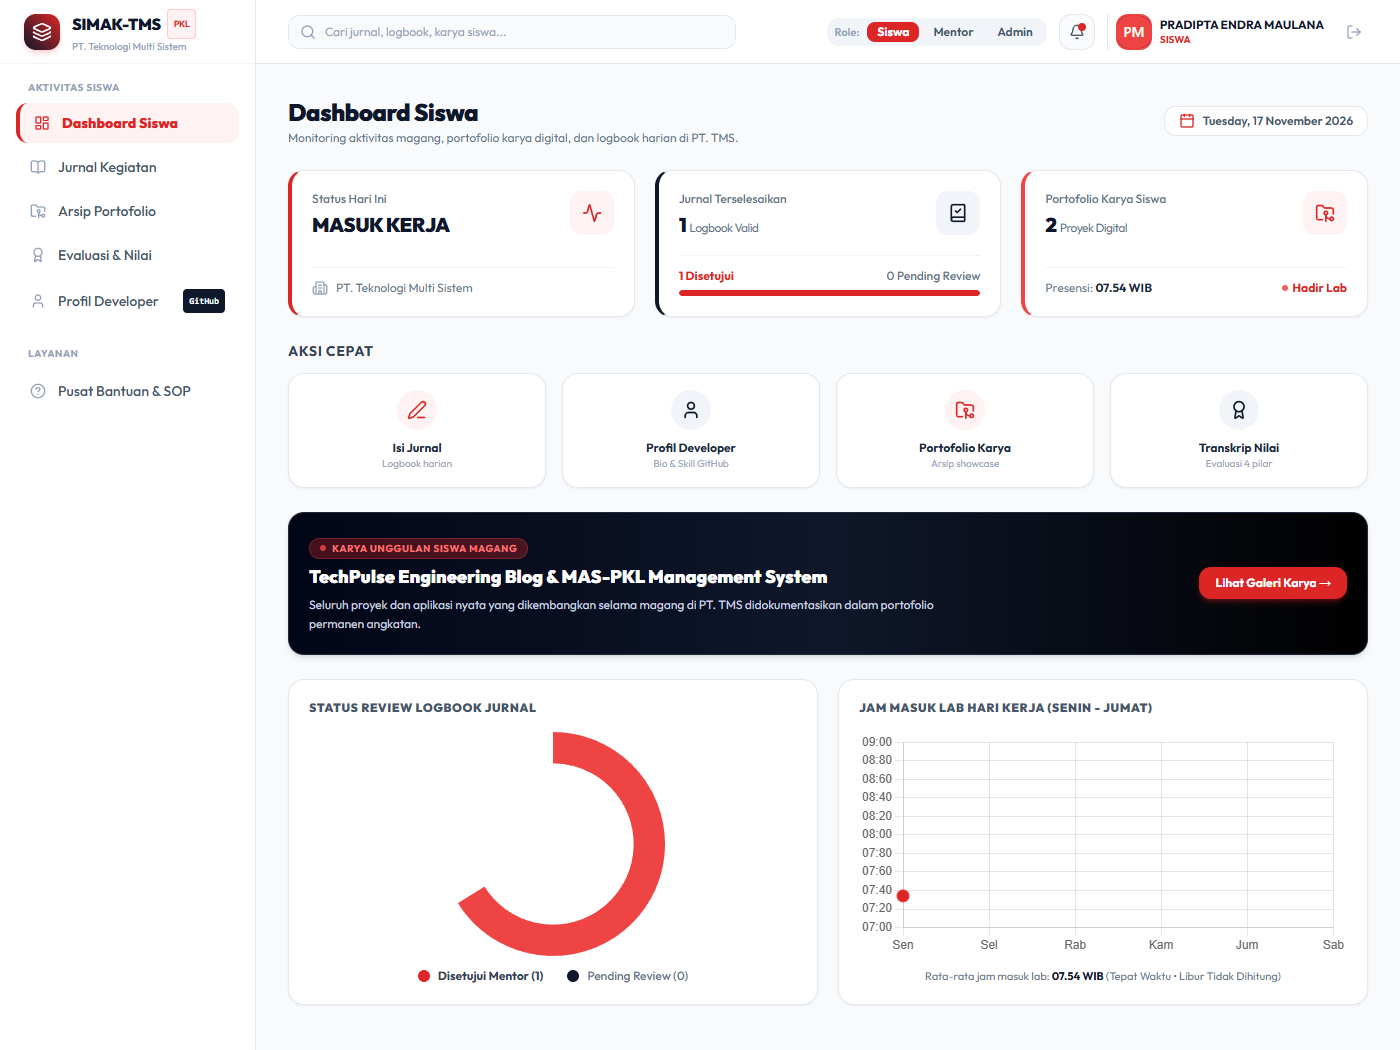 SIMAK-TMS PKL
PT. Teknologi Multi Sistem
Cari jurnal, logbook, karya siswa...
Role: Siswa Mentor Admin
PM
PRADIPTA ENDRA MAULANA
SISWA
AKTIVITAS SISWA
Dashboard Siswa
Jurnal Kegiatan
Arsip Portofolio
Evaluasi & Nilai
Profil Developer GitHub
LAYANAN
Pusat Bantuan & SOP
Dashboard Siswa
Monitoring aktivitas magang, portofolio karya digital, dan logbook harian di PT. TMS.
Tuesday, 17 November 2026
Status Hari Ini
MASUK KERJA
PT. Teknologi Multi Sistem
Jurnal Terselesaikan
1 Logbook Valid
1 Disetujui 0 Pending Review
Portofolio Karya Siswa
2 Proyek Digital
Presensi: 07.54 WIB Hadir Lab
AKSI CEPAT
Isi Jurnal
Logbook harian
Profil Developer
Bio & Skill GitHub
Portofolio Karya
Arsip showcase
Transkrip Nilai
Evaluasi 4 pilar
KARYA UNGGULAN SISWA MAGANG
TechPulse Engineering Blog & MAS-PKL Management System
Seluruh proyek dan aplikasi nyata yang dikembangkan selama magang di PT. TMS didokumentasikan dalam portofolio
permanen angkatan.
Lihat Galeri Karya →
STATUS REVIEW LOGBOOK JURNAL
Disetujui Mentor (1) Pending Review (0)
JAM MASUK LAB HARI KERJA (SENIN - JUMAT)
09:00
08:80
08:60
08:40
08:20
08:00
07:80
07:60
07:40
07:20
07:00
Sen Sel Rab Kam Jum Sab
Rata-rata jam masuk lab: 07.54 WIB (Tepat Waktu • Libur Tidak Dihitung)